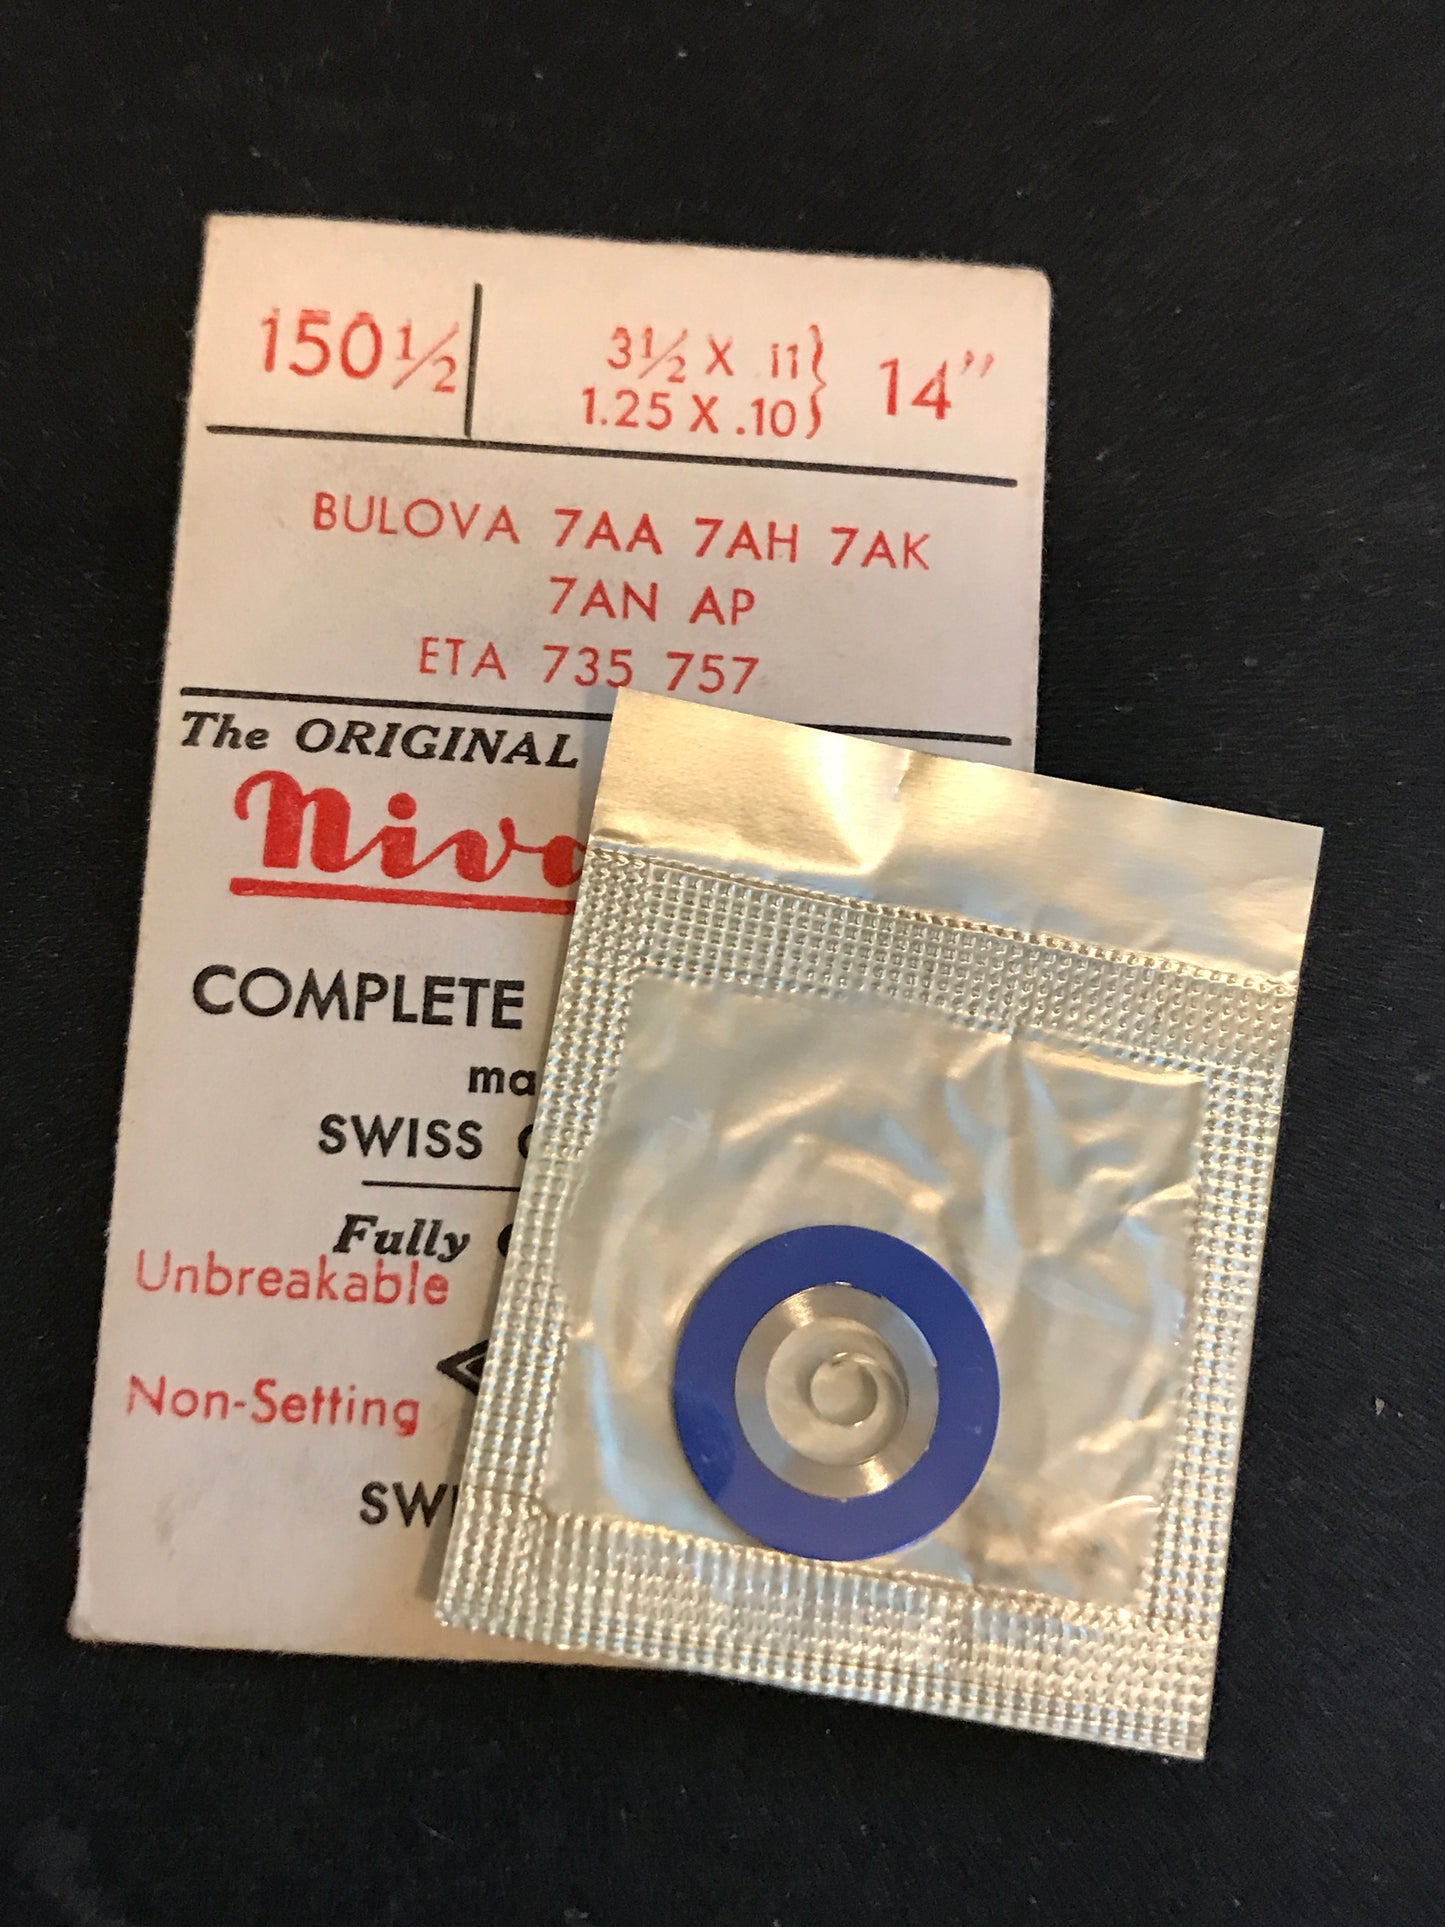 150½ 3½ X .11} 14”
1.25 X .10}
BULOVA 7AA 7AH 7AK
7AN AP
ETA 735 757
The ORIGINAL
COMPLETE
SWISS
Fully
Unbreakable
Non-Setting